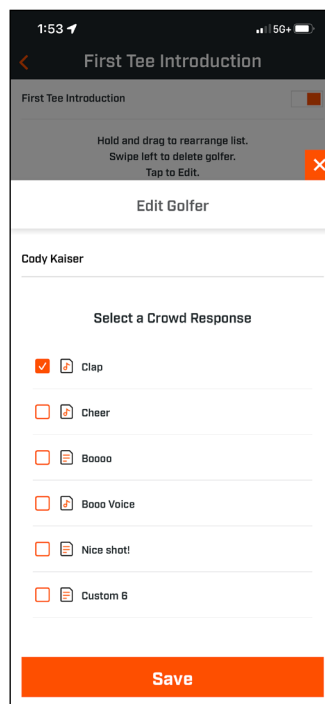 1:53
5G+
First Tee Introduction
First Tee Introduction
Hold and drag to rearrange list.
Swipe left to delete golfer.
Tap to Edit.
Edit Golfer
Cody Kaiser
Select a Crowd Response
Clap
Cheer
Boooo
Booo Voice
Nice shot!
Custom 6
Save